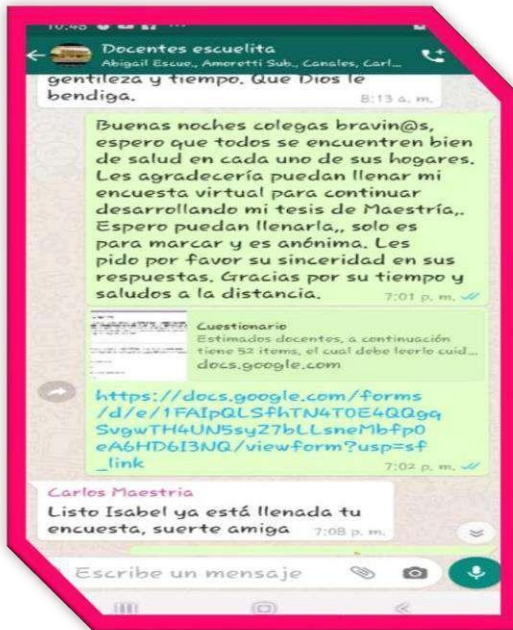 10:48
Docentes escuelita
Abigail Escue., Amoretti Sub., Canales, Carl...
gentileza y tiempo. Que Dios le
bendiga.
8:13 a. m.
Buenas noches colegas bravin@s,
espero que todos se encuentren bien
de salud en cada uno de sus hogares.
Les agradecería puedan llenar mi
encuesta virtual para continuar
desarrollando mi tesis de Maestría,.
Espero puedan llenarla,, solo es
para marcar y es anónima. Les
pido por favor su sinceridad en sus
respuestas. Gracias por su tiempo y
saludos a la distancia.
7:01 p. m.
Cuestionario
Estimados docentes, a continuación
tiene 52 items, el cual debe leerlo cuid...
docs.google.com
https://docs.google.com/forms
/d/e/1FAIpQLSfhTN4T0E4QQgq
SvgwTH4UN5syZ7bLLsneMbfp0
eA6HD6I3NQ/viewform?usp=sf
_link
7:02 p. m.
Carlos Maestria
Listo Isabel ya está llenada tu
encuesta, suerte amiga
7:08 p. m.
Escribe un mensaje